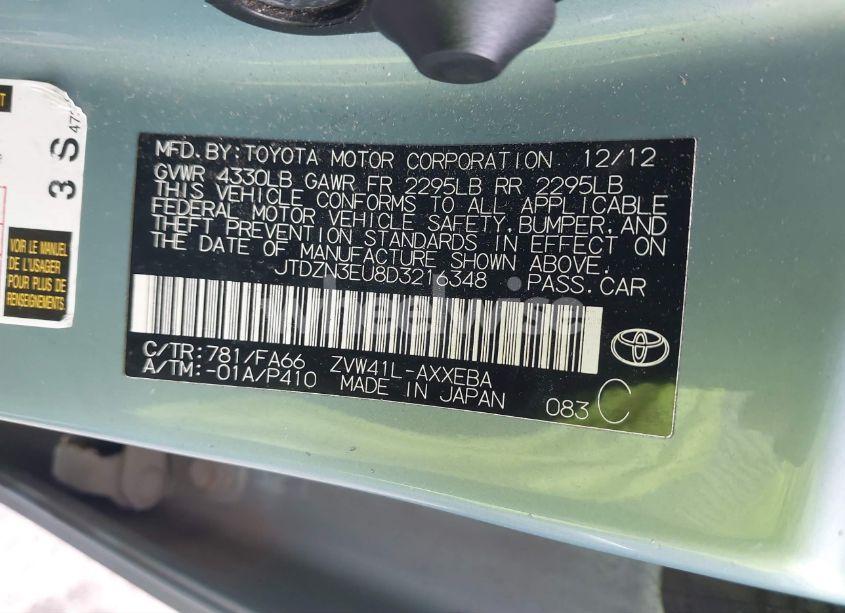 3 S
VOIR LE MANUEL
DE L'USAGER
POUR PLUS DE
RENSEIGNEMENTS
MFD. BY: TOYOTA MOTOR CORPORATION 12/12
GVWR 4330LB GAWR FR 2295LB RR 2295LB
THIS VEHICLE CONFORMS TO ALL APPLICABLE
FEDERAL MOTOR VEHICLE SAFETY, BUMPER, AND
THEFT PREVENTION STANDARDS IN EFFECT ON
THE DATE OF MANUFACTURE SHOWN ABOVE.
JTDZN3EU8D3216348 PASS.CAR
wheelwise
C/TR: 781/FA66 ZVW41L-AXXEBA
A/TM: -01A/P410 MADE IN JAPAN
083 C